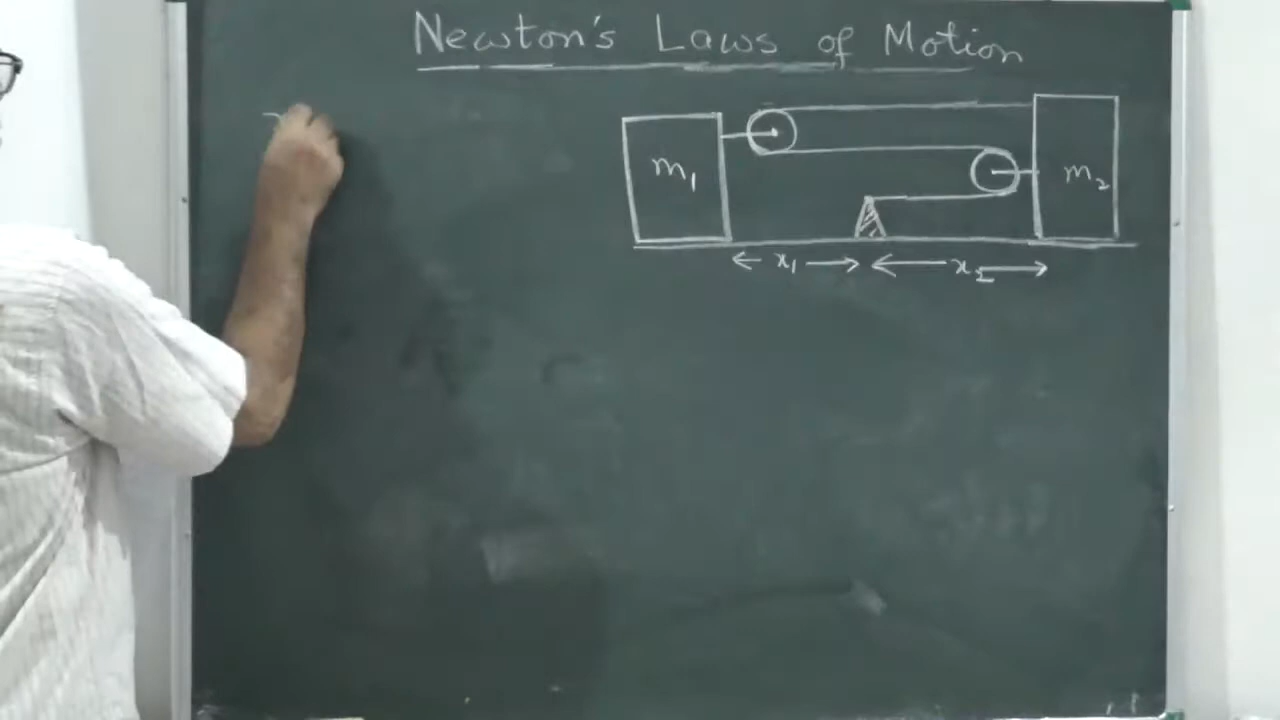 Newton's Laws of Motion
m₁
m₂
x₁
x₂